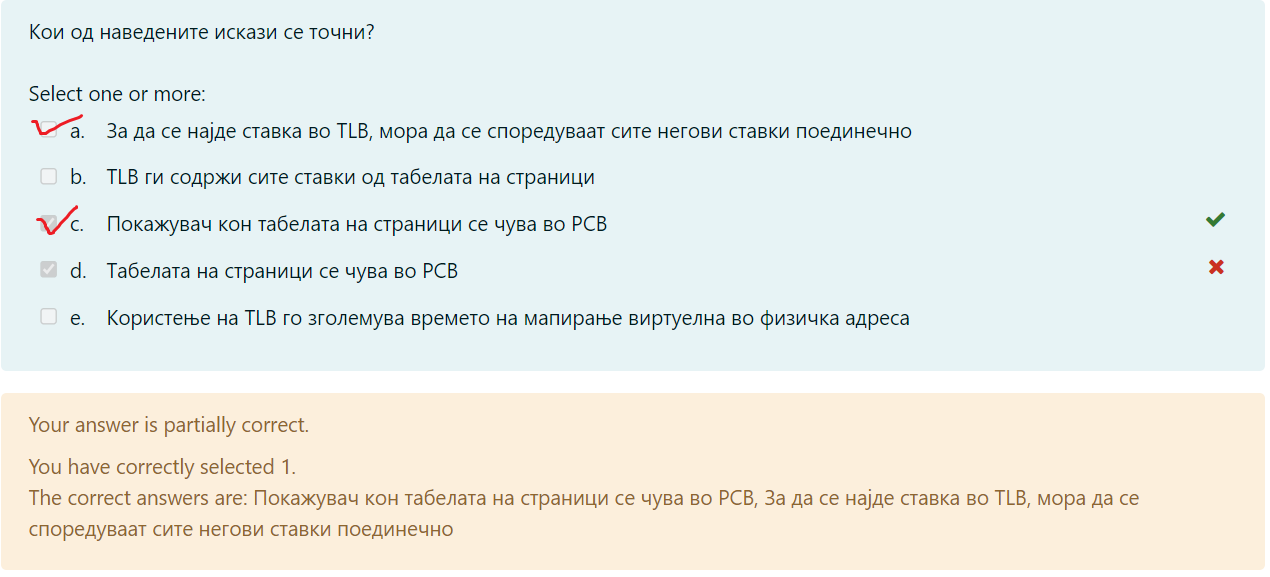 Кои од наведените искази се точни?
Select one or more:
a. За да се најде ставка во TLB, мора да се споредуваат сите негови ставки поединечно
b. TLB ги содржи сите ставки од табелата на страници
c. Покажувач кон табелата на страници се чува во PCB
d. Табелата на страници се чува во PCB
e. Користење на TLB го зголемува времето на мапирање виртуелна во физичка адреса
Your answer is partially correct.
You have correctly selected 1.
The correct answers are: Покажувач кон табелата на страници се чува во PCB, За да се најде ставка во TLB, мора да се
споредуваат сите негови ставки поединечно